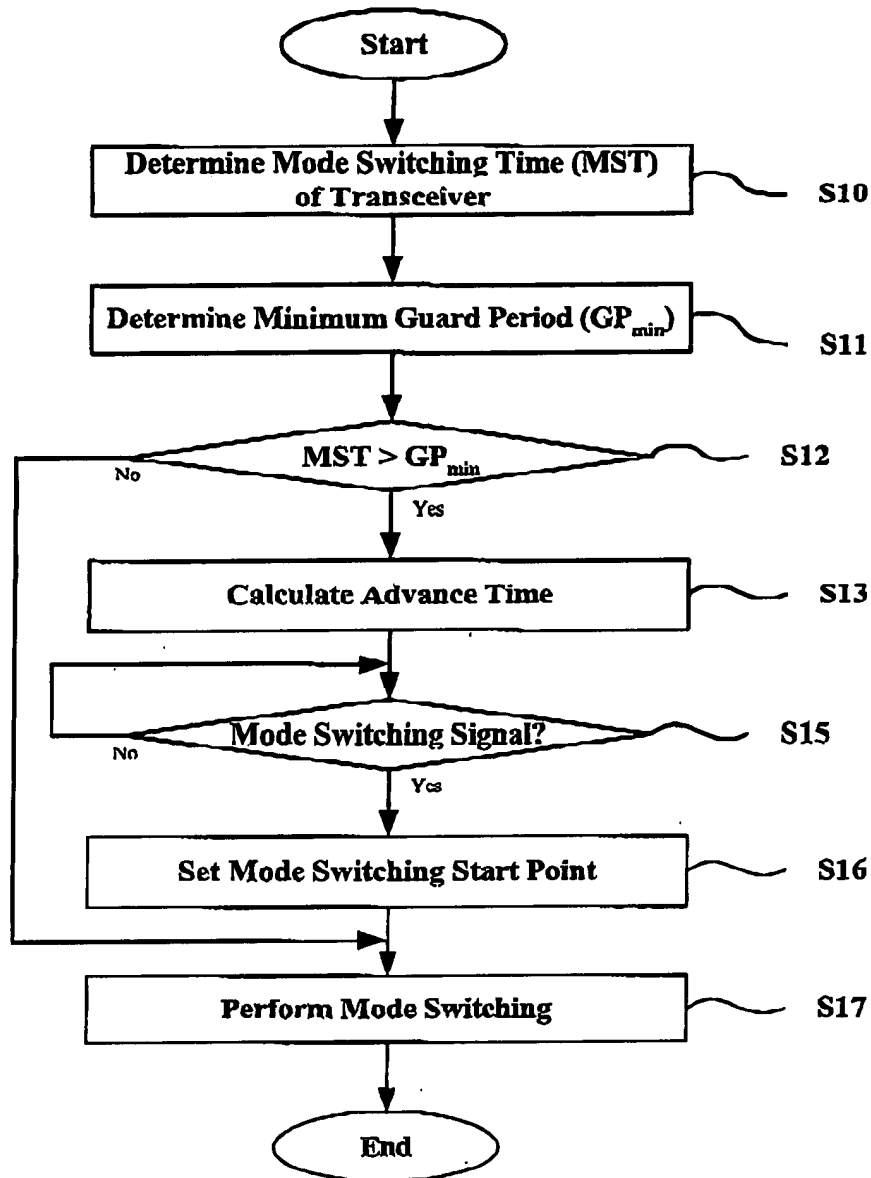 Start
Determine Mode Switching Time (MST)
of Transceiver
S10
Determine Minimum Guard Period (GPmin)
S11
MST > GPmin
S12
No
Yes
Calculate Advance Time
S13
Mode Switching Signal?
S15
No
Yes
Set Mode Switching Start Point
S16
Perform Mode Switching
S17
End